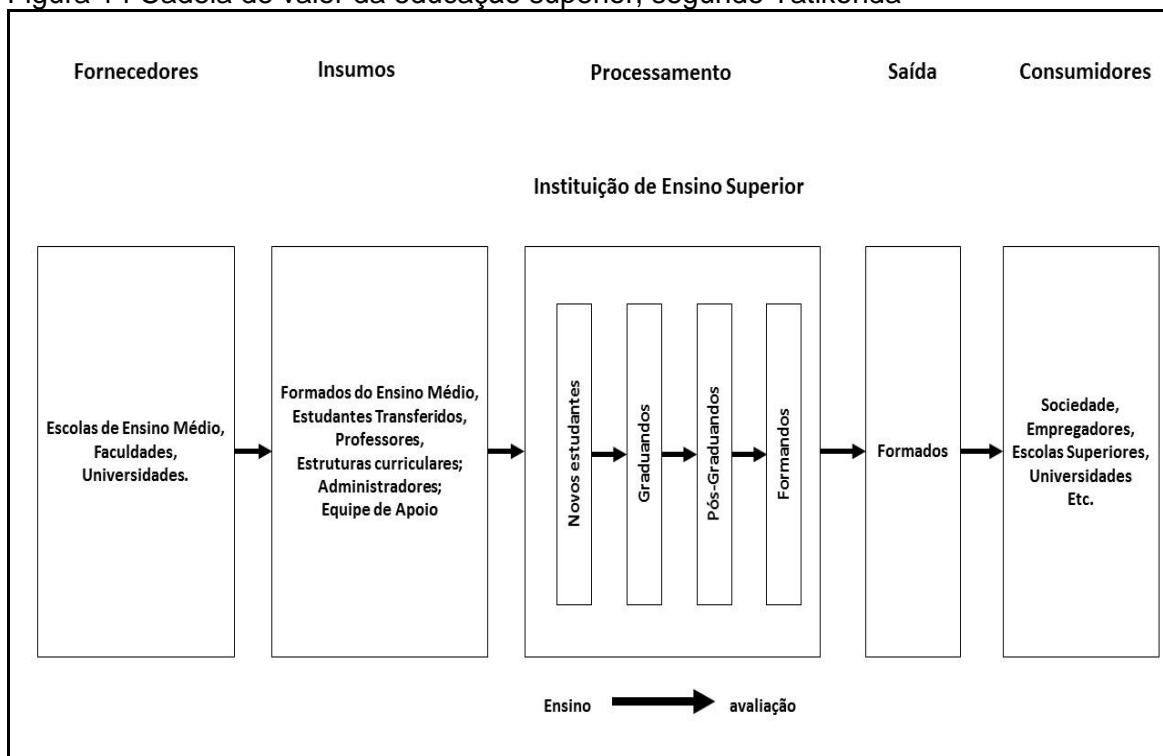 Figura 14 Cadeia de valor da educação superior, segundo Tatikonda
Fornecedores
Insumos
Processamento
Saída
Consumidores
Instituição de Ensino Superior
Escolas de Ensino Médio,
Faculdades,
Universidades.
Formados do Ensino Médio,
Estudantes Transferidos,
Professores,
Estruturas curriculares;
Administradores;
Equipe de Apoio
Novos estudantes
Graduandos
Pós-Graduandos
Formandos
Formados
Sociedade,
Empregadores,
Escolas Superiores,
Universidades
Etc.
Ensino
avaliação